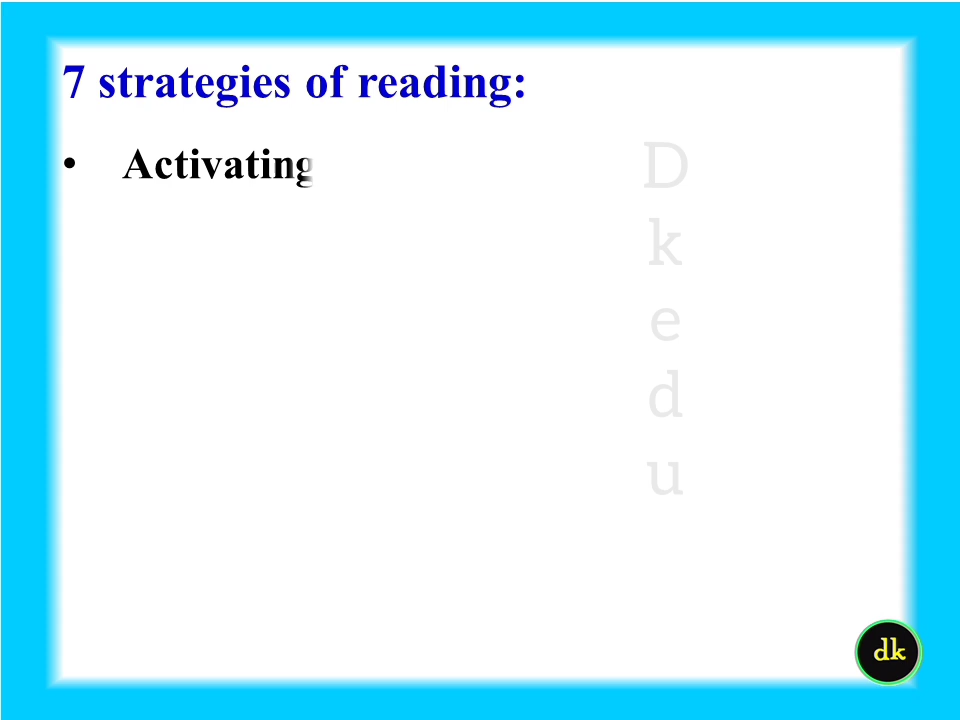 7 strategies of reading:
• Activating
D
k
e
d
u
dk